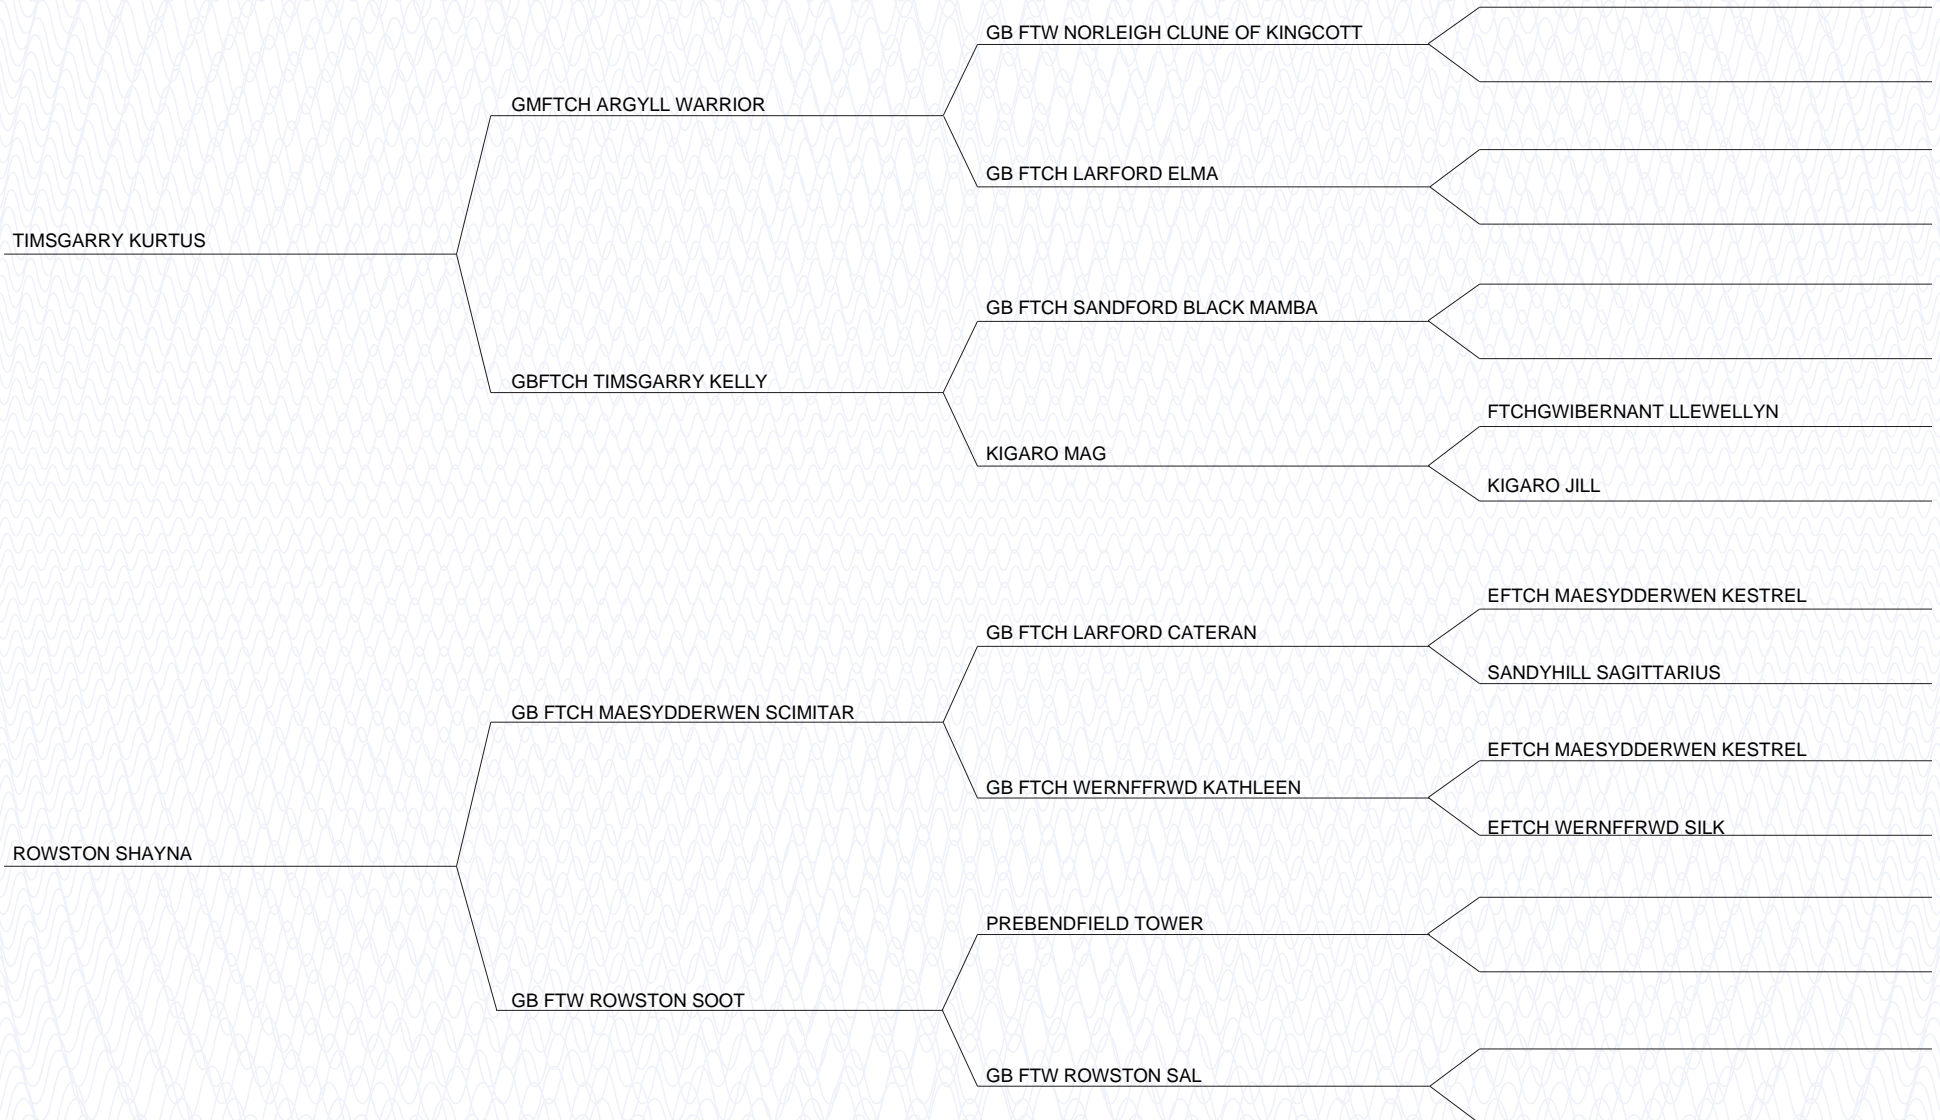 GB FTW NORLEIGH CLUNE OF KINGCOTT
GMFTCH ARGYLL WARRIOR
GB FTCH LARFORD ELMA
TIMSGARRY KURTUS
GB FTCH SANDFORD BLACK MAMBA
GBFTCH TIMSGARRY KELLY
FTCHGWIBERNANT LLEWELLYN
KIGARO MAG
KIGARO JILL
EFTCH MAESYDDERWEN KESTREL
GB FTCH LARFORD CATERAN
SANDYHILL SAGITTARIUS
GB FTCH MAESYDDERWEN SCIMITAR
EFTCH MAESYDDERWEN KESTREL
GB FTCH WERNFFRWD KATHLEEN
EFTCH WERNFFRWD SILK
ROWSTON SHAYNA
PREBENDFIELD TOWER
GB FTW ROWSTON SOOT
GB FTW ROWSTON SAL